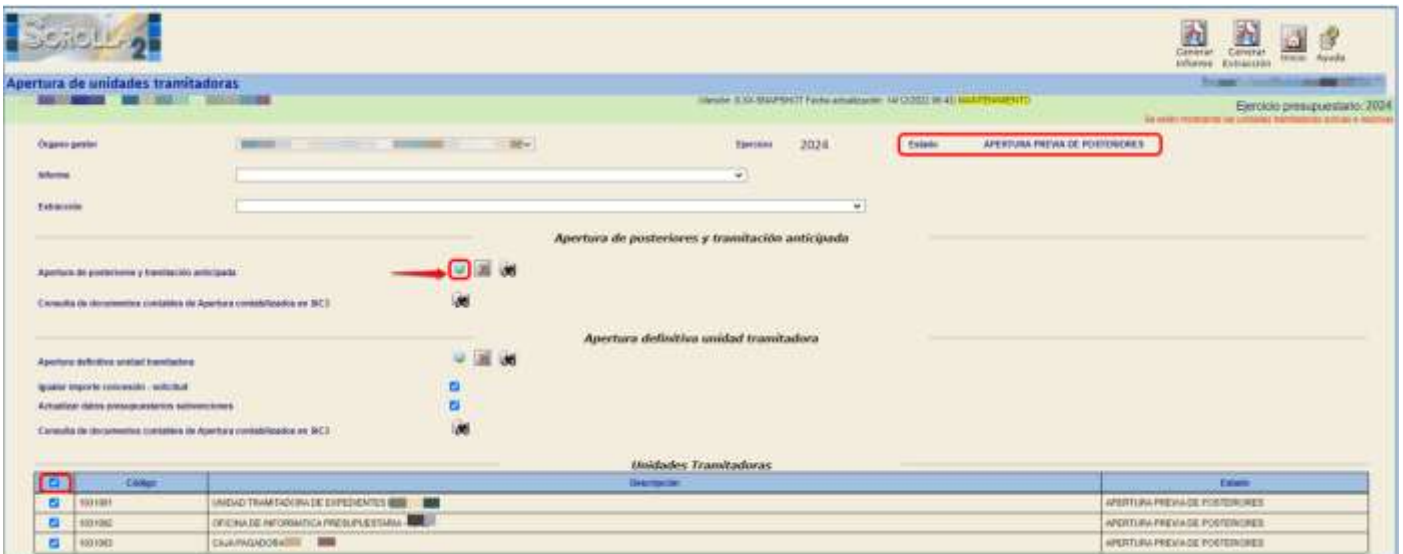 SOROLLA2
Generar Informe
Generar Extracción
Inicio
Ayuda
Apertura de unidades tramitadoras
MANTENIMIENTO
Ejercicio presupuestario: 2024
Órgano gestor
Ejercicio 2024
Estado APERTURA PREVIA DE POSTERIORES
Informe
Extracción
Apertura de posteriores y tramitación anticipada
Apertura de posteriores y tramitación anticipada
Consulta de documentos contables de Apertura contabilizados en SIC3
Apertura definitiva unidad tramitadora
Apertura definitiva unidad tramitadora
Igualar importe concesión - solicitud
Actualizar datos presupuestarios subvenciones
Consulta de documentos contables de Apertura contabilizados en SIC3
Unidades Tramitadoras
Código Descripción Estado
UNIDAD TRAMITADORA DE EXPEDIENTES APERTURA PREVIA DE POSTERIORES
OFICINA DE INFORMATICA PRESUPUESTARIA - APERTURA PREVIA DE POSTERIORES
CAJA PAGADORA APERTURA PREVIA DE POSTERIORES